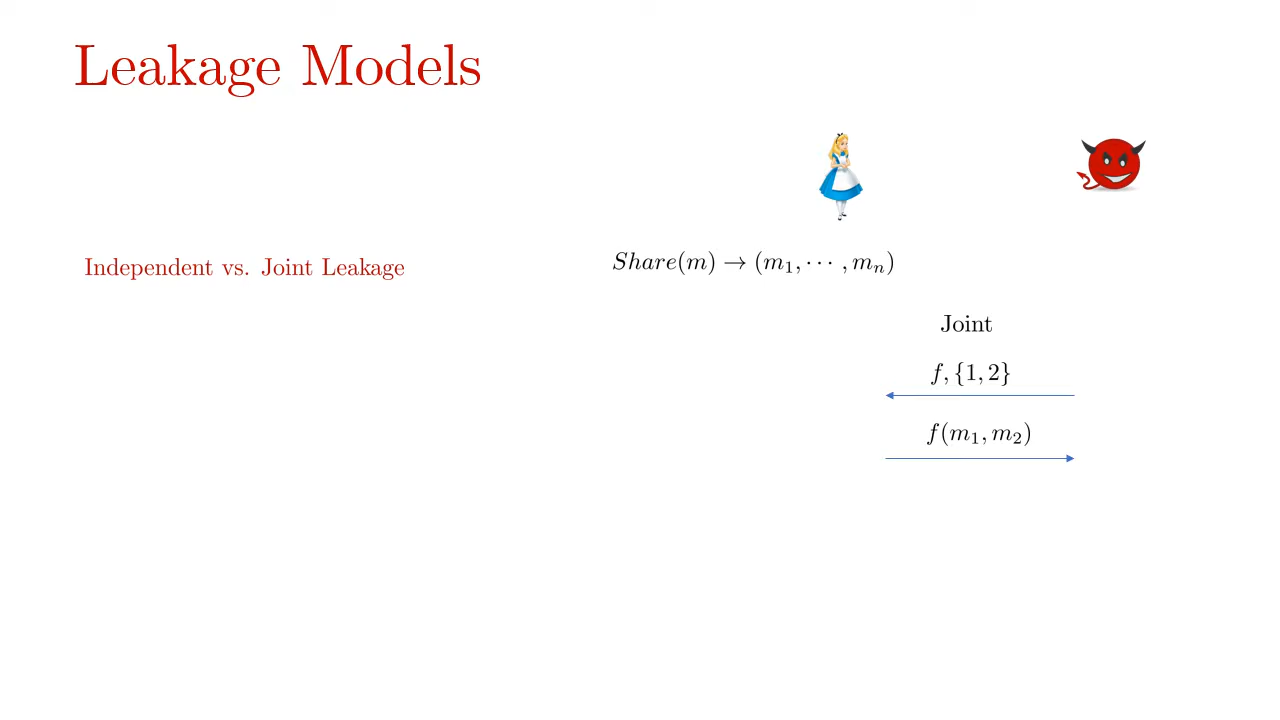 Leakage Models
Independent vs. Joint Leakage
Share(m) → (m₁, ⋯ , mₙ)
Joint
f, {1, 2}
f(m₁, m₂)